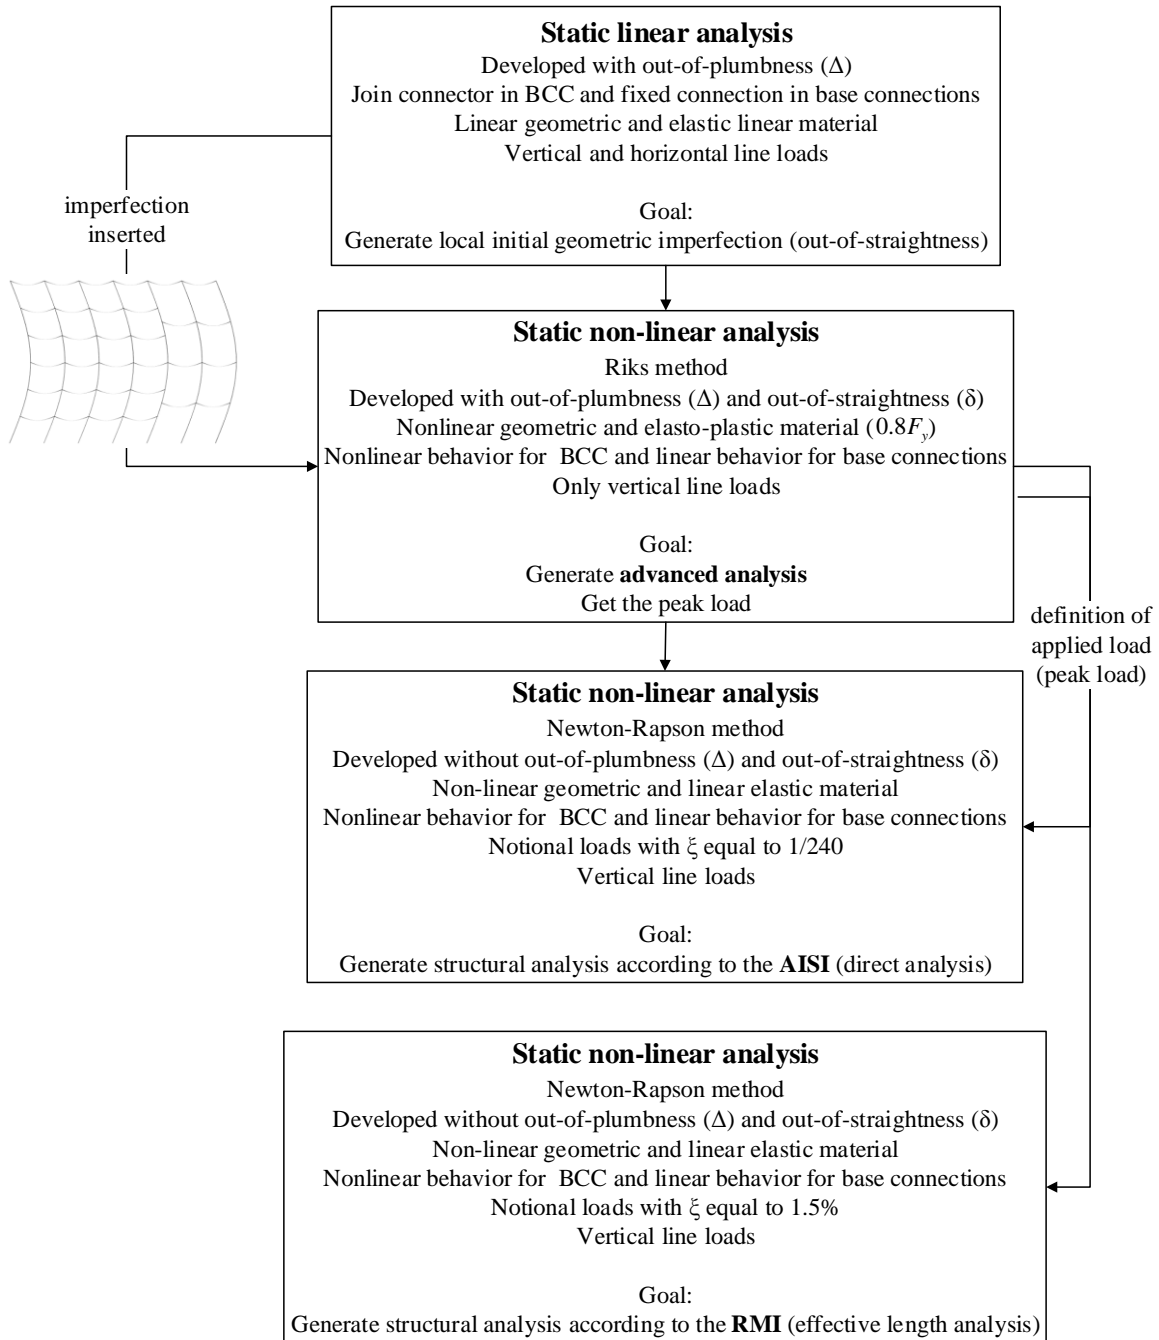 Static linear analysis
Developed with out-of-plumbness (Δ)
Join connector in BCC and fixed connection in base connections
Linear geometric and elastic linear material
Vertical and horizontal line loads
Goal:
Generate local initial geometric imperfection (out-of-straightness)
imperfection
inserted
Static non-linear analysis
Riks method
Developed with out-of-plumbness (Δ) and out-of-straightness (δ)
Nonlinear geometric and elasto-plastic material (0.8F_y)
Nonlinear behavior for BCC and linear behavior for base connections
Only vertical line loads
Goal:
Generate advanced analysis
Get the peak load
definition of
applied load
(peak load)
Static non-linear analysis
Newton-Rapson method
Developed without out-of-plumbness (Δ) and out-of-straightness (δ)
Non-linear geometric and linear elastic material
Nonlinear behavior for BCC and linear behavior for base connections
Notional loads with ξ equal to 1/240
Vertical line loads
Goal:
Generate structural analysis according to the AISI (direct analysis)
Static non-linear analysis
Newton-Rapson method
Developed without out-of-plumbness (Δ) and out-of-straightness (δ)
Non-linear geometric and linear elastic material
Nonlinear behavior for BCC and linear behavior for base connections
Notional loads with ξ equal to 1.5%
Vertical line loads
Goal:
Generate structural analysis according to the RMI (effective length analysis)